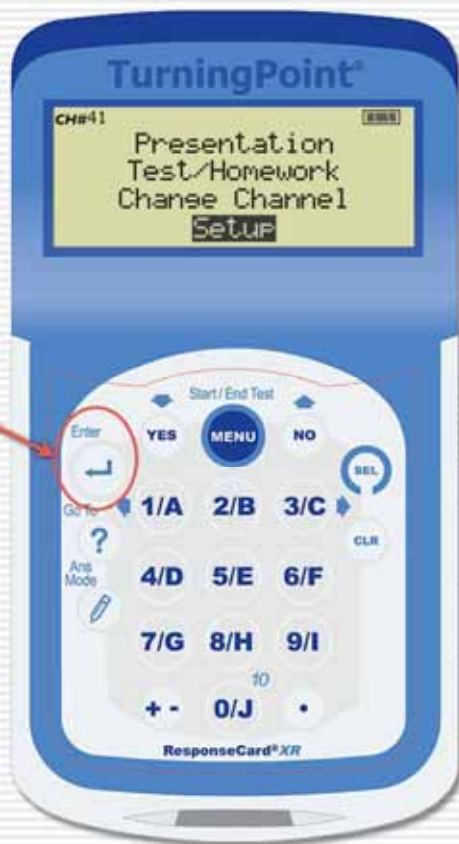 TurningPoint®
CH#41
Presentation
Test/Homework
Change Channel
Setup
Start/End Test
Enter
YES
MENU
NO
SEL
Go To
1/A 2/B 3/C
?
CLR
Ans
Mode
4/D 5/E 6/F
7/G 8/H 9/I
10
+ - 0/J •
ResponseCard® XR